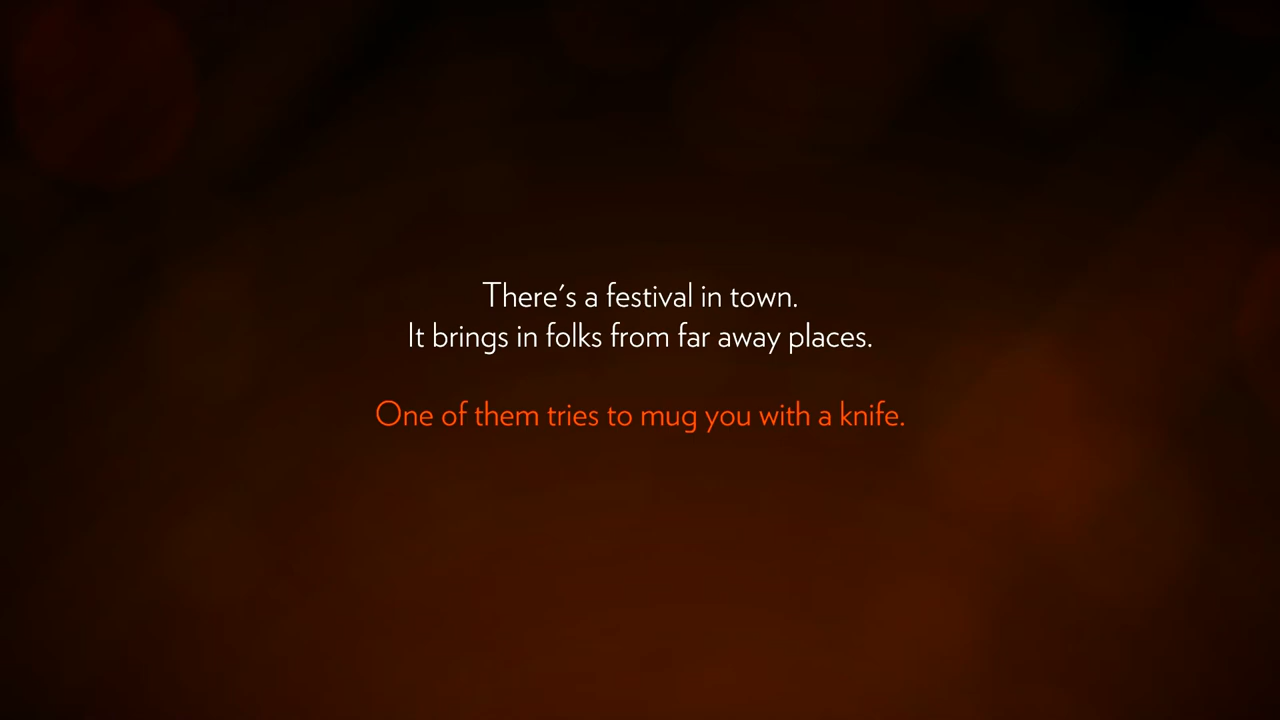 There's a festival in town.
It brings in folks from far away places.
One of them tries to mug you with a knife.